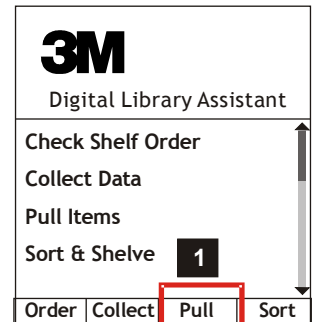 3M
Digital Library Assistant
Check Shelf Order
Collect Data
Pull Items
Sort & Shelve
1
Order Collect Pull Sort